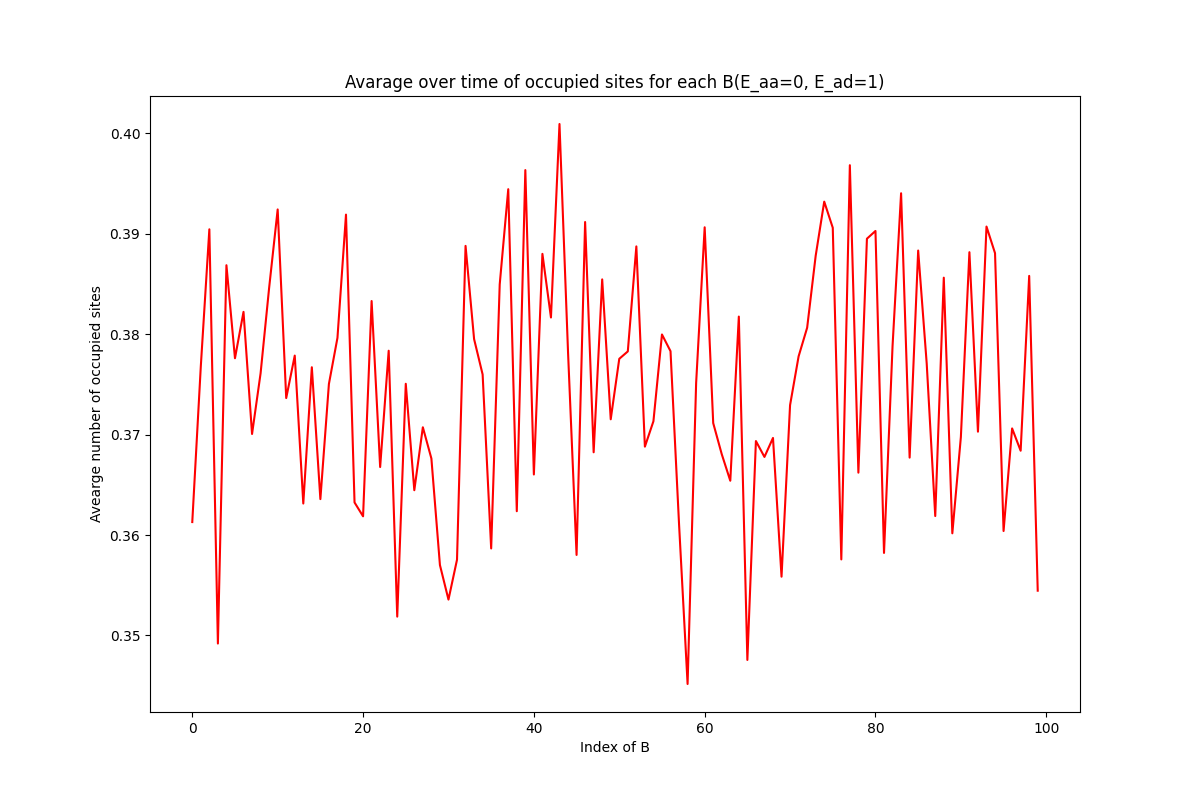 Avarage over time of occupied sites for each B(E_aa=0, E_ad=1)
0.40
0.39
0.38
0.37
0.36
0.35
Avearge number of occupied sites
0 20 40 60 80 100
Index of B